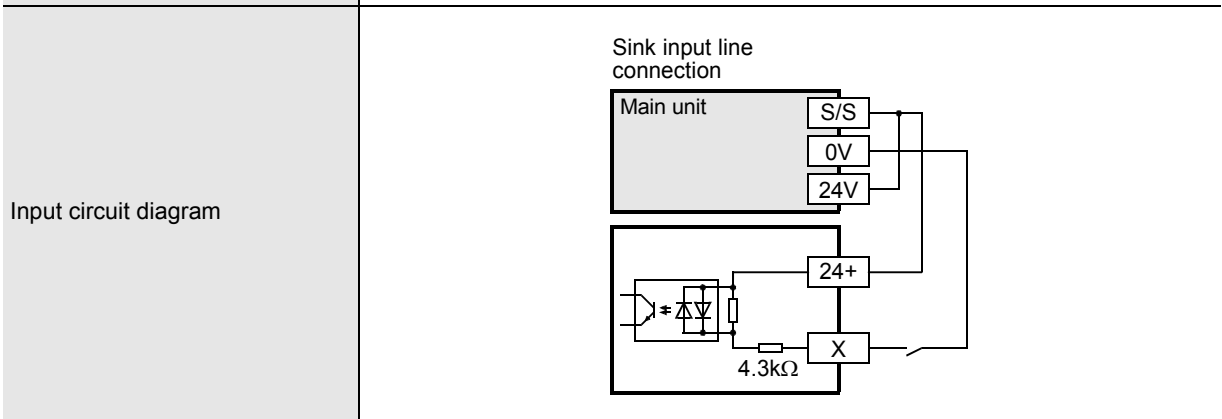 Input circuit diagram
Sink input line
connection
Main unit
S/S
0V
24V
24+
X
4.3kΩ